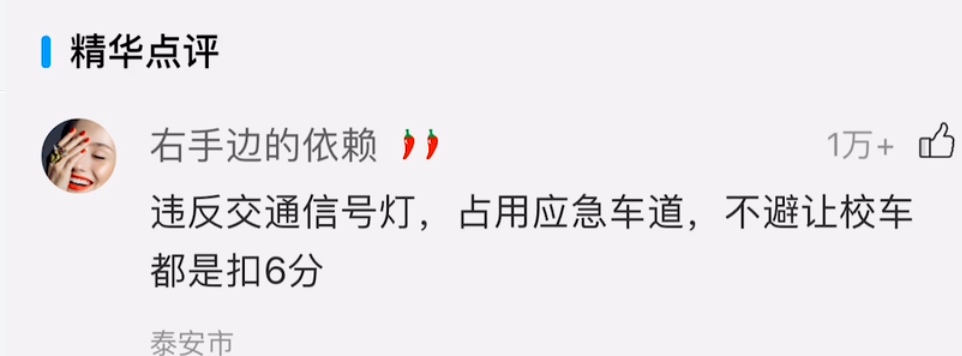 精华点评
右手边的依赖 🌶️🌶️ 1万+
违反交通信号灯，占用应急车道，不避让校车
都是扣6分
泰安市